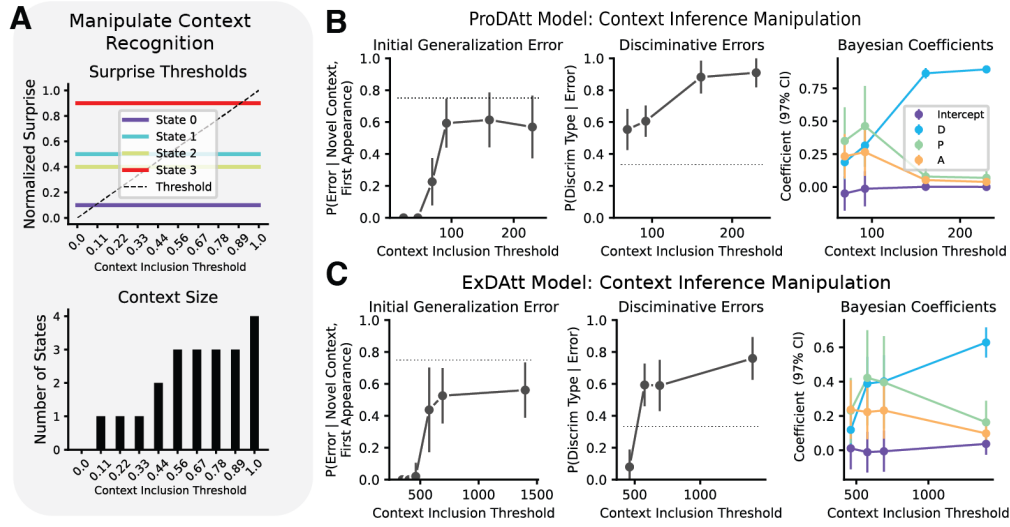 A
Manipulate Context
Recognition
Surprise Thresholds
Normalized Surprise
1.0
0.8
0.6
0.4
0.2
0.0
State 0
State 1
State 2
State 3
Threshold
0.0 0.11 0.22 0.33 0.44 0.56 0.67 0.78 0.89 1.0
Context Inclusion Threshold
Context Size
Number of States
4
3
2
1
0
0.0 0.11 0.22 0.33 0.44 0.56 0.67 0.78 0.89 1.0
Context Inclusion Threshold
B
ProDAtt Model: Context Inference Manipulation
Initial Generalization Error
P(Error | Novel Context,
First Appearance)
1.0
0.8
0.6
0.4
0.2
0.0
100 200
Context Inclusion Threshold
Discriminative Errors
P(Discrim Type | Error)
1.0
0.8
0.6
0.4
0.2
0.0
100 200
Context Inclusion Threshold
Bayesian Coefficients
Coefficient (97% CI)
1.00
0.75
0.50
0.25
0.00
Intercept
D
P
A
100 200
Context Inclusion Threshold
C
ExDAtt Model: Context Inference Manipulation
Initial Generalization Error
P(Error | Novel Context,
First Appearance)
1.0
0.8
0.6
0.4
0.2
0.0
500 1000 1500
Context Inclusion Threshold
Discriminative Errors
P(Discrim Type | Error)
1.0
0.8
0.6
0.4
0.2
0.0
500 1000
Context Inclusion Threshold
Bayesian Coefficients
Coefficient (97% CI)
0.6
0.4
0.2
0.0
500 1000
Context Inclusion Threshold